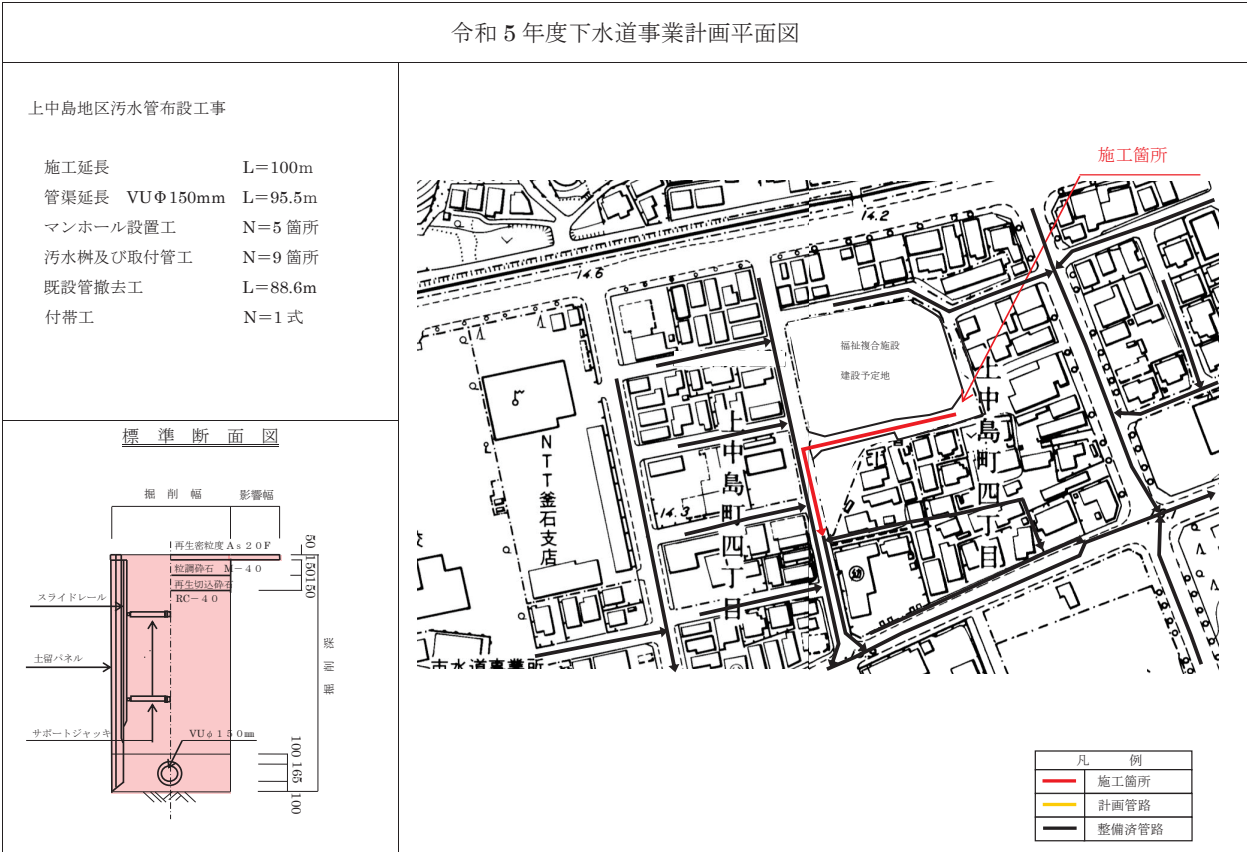 令和5年度下水道事業計画平面図
上中島地区汚水管布設工事
施工延長 L=100m
管渠延長 VUΦ150mm L=95.5m
マンホール設置工 N=5箇所
汚水桝及び取付管工 N=9箇所
既設管撤去工 L=88.6m
付帯工 N=1式
標準断面図
掘削幅 影響幅
再生密粒度As20F
粒調砕石 M-40
再生切込砕石
RC-40
50
150
150
スライドレール
土留パネル
掘削深
サポートジャッキ
VUφ150㎜
100
165
100
施工箇所
14.2
14.6
福祉複合施設
建設予定地
上中島町四丁目
上中島町四丁目
NTT釜石支店
14.3
幼
市水道事業所
凡例
施工箇所
計画管路
整備済管路